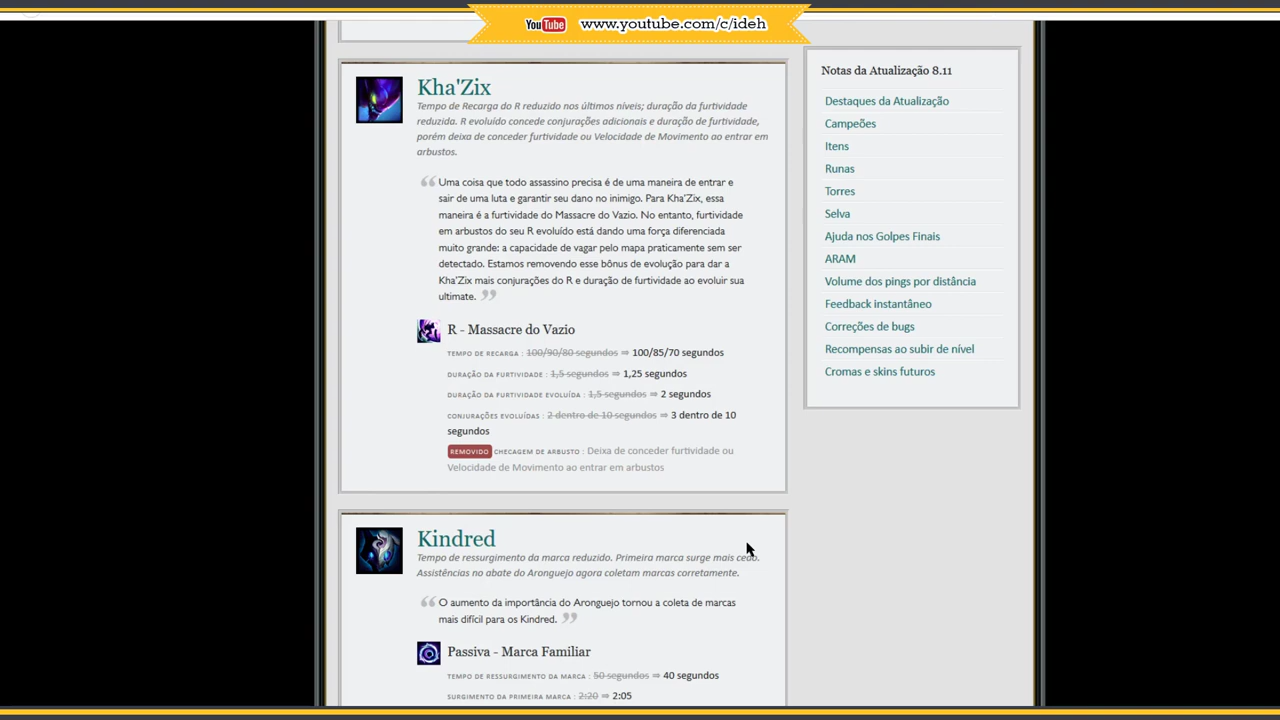 YouTube www.youtube.com/c/ideh
Kha'Zix
Tempo de Recarga do R reduzido nos últimos níveis; duração da furtividade
reduzida. R evoluído concede conjurações adicionais e duração de furtividade,
porém deixa de conceder furtividade ou Velocidade de Movimento ao entrar em
arbustos.
“ Uma coisa que todo assassino precisa é de uma maneira de entrar e
sair de uma luta e garantir seu dano no inimigo. Para Kha'Zix, essa
maneira é a furtividade do Massacre do Vazio. No entanto, furtividade
em arbustos do seu R evoluído está dando uma força diferenciada
muito grande: a capacidade de vagar pelo mapa praticamente sem ser
detectado. Estamos removendo esse bônus de evolução para dar a
Kha'Zix mais conjurações do R e duração de furtividade ao evoluir sua
ultimate. ”
R - Massacre do Vazio
TEMPO DE RECARGA : 100/90/80 segundos ⇒ 100/85/70 segundos
DURAÇÃO DA FURTIVIDADE : 1,5 segundos ⇒ 1,25 segundos
DURAÇÃO DA FURTIVIDADE EVOLUÍDA : 1,5 segundos ⇒ 2 segundos
CONJURAÇÕES EVOLUÍDAS : 2 dentro de 10 segundos ⇒ 3 dentro de 10
segundos
REMOVIDO CHECAGEM DE ARBUSTO : Deixa de conceder furtividade ou
Velocidade de Movimento ao entrar em arbustos
Kindred
Tempo de ressurgimento da marca reduzido. Primeira marca surge mais cedo.
Assistências no abate do Aronguejo agora coletam marcas corretamente.
“ O aumento da importância do Aronguejo tornou a coleta de marcas
mais difícil para os Kindred. ”
Passiva - Marca Familiar
TEMPO DE RESSURGIMENTO DA MARCA : 50 segundos ⇒ 40 segundos
SURGIMENTO DA PRIMEIRA MARCA : 2:20 ⇒ 2:05
Notas da Atualização 8.11
Destaques da Atualização
Campeões
Itens
Runas
Torres
Selva
Ajuda nos Golpes Finais
ARAM
Volume dos pings por distância
Feedback instantâneo
Correções de bugs
Recompensas ao subir de nível
Cromas e skins futuros